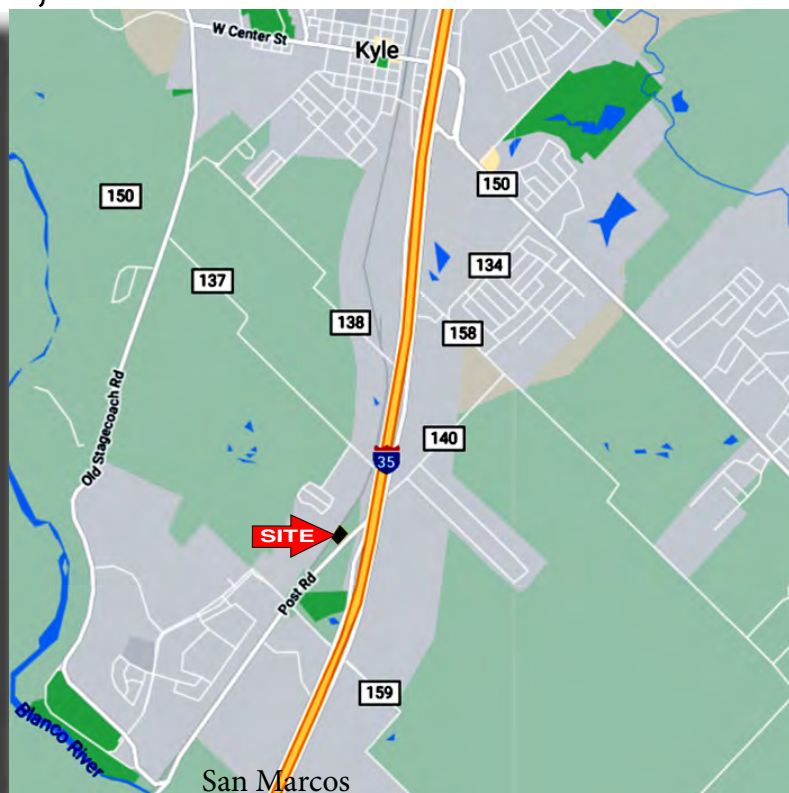 W Center St
Kyle
150
150
134
137
138
158
Old Stagecoach Rd
140
35
SITE
Post Rd
159
Blanco River
San Marcos